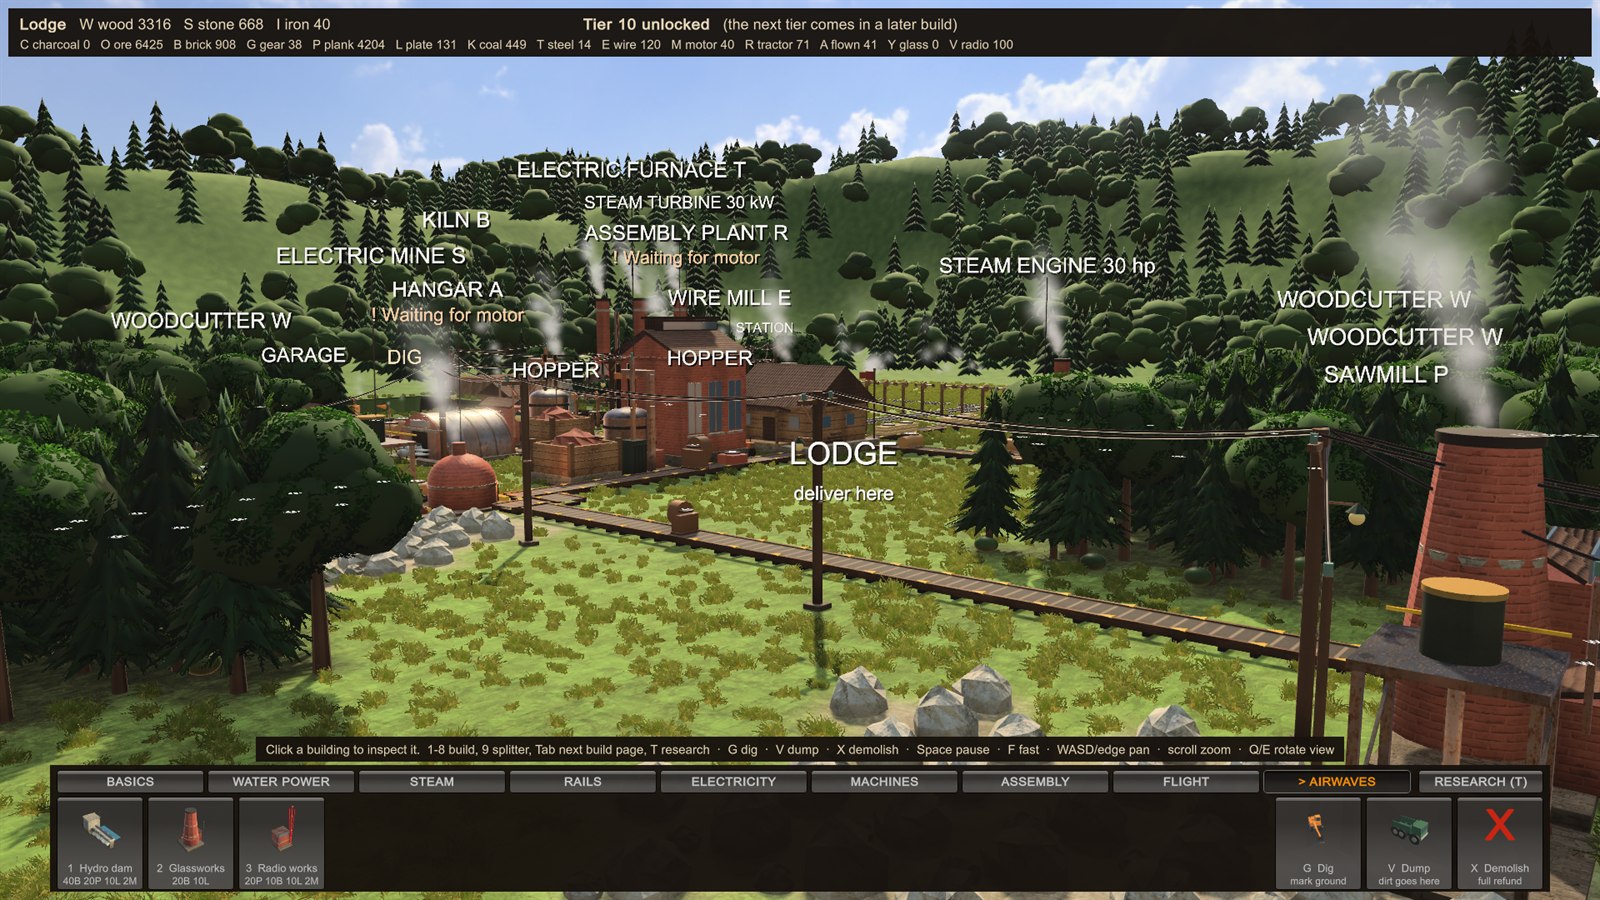 Lodge W wood 3316 S stone 668 I iron 40
Tier 10 unlocked (the next tier comes in a later build)
C charcoal 0 O ore 6425 B brick 908 G gear 38 P plank 4204 L plate 131 K coal 449 T steel 14 E wire 120 M motor 40 R tractor 71 A flown 41 Y glass 0 V radio 100
ELECTRIC FURNACE T
STEAM TURBINE 30 kW
KILN B
ASSEMBLY PLANT R
! Waiting for motor
ELECTRIC MINE S
STEAM ENGINE 30 hp
HANGAR A
! Waiting for motor
WIRE MILL E
WOODCUTTER W
WOODCUTTER W
STATION
WOODCUTTER W
GARAGE
DIG
HOPPER
HOPPER
SAWMILL P
LODGE
deliver here
Click a building to inspect it. 1-8 build, 9 splitter, Tab next build page, T research · G dig · V dump · X demolish · Space pause · F fast · WASD/edge pan · scroll zoom · Q/E rotate view
BASICS
WATER POWER
STEAM
RAILS
ELECTRICITY
MACHINES
ASSEMBLY
FLIGHT
> AIRWAVES
RESEARCH (T)
1 Hydro dam
40B 20P 10L 2M
2 Glassworks
20B 10L
3 Radio works
20P 10B 10L 2M
G Dig
mark ground
V Dump
dirt goes here
X Demolish
full refund